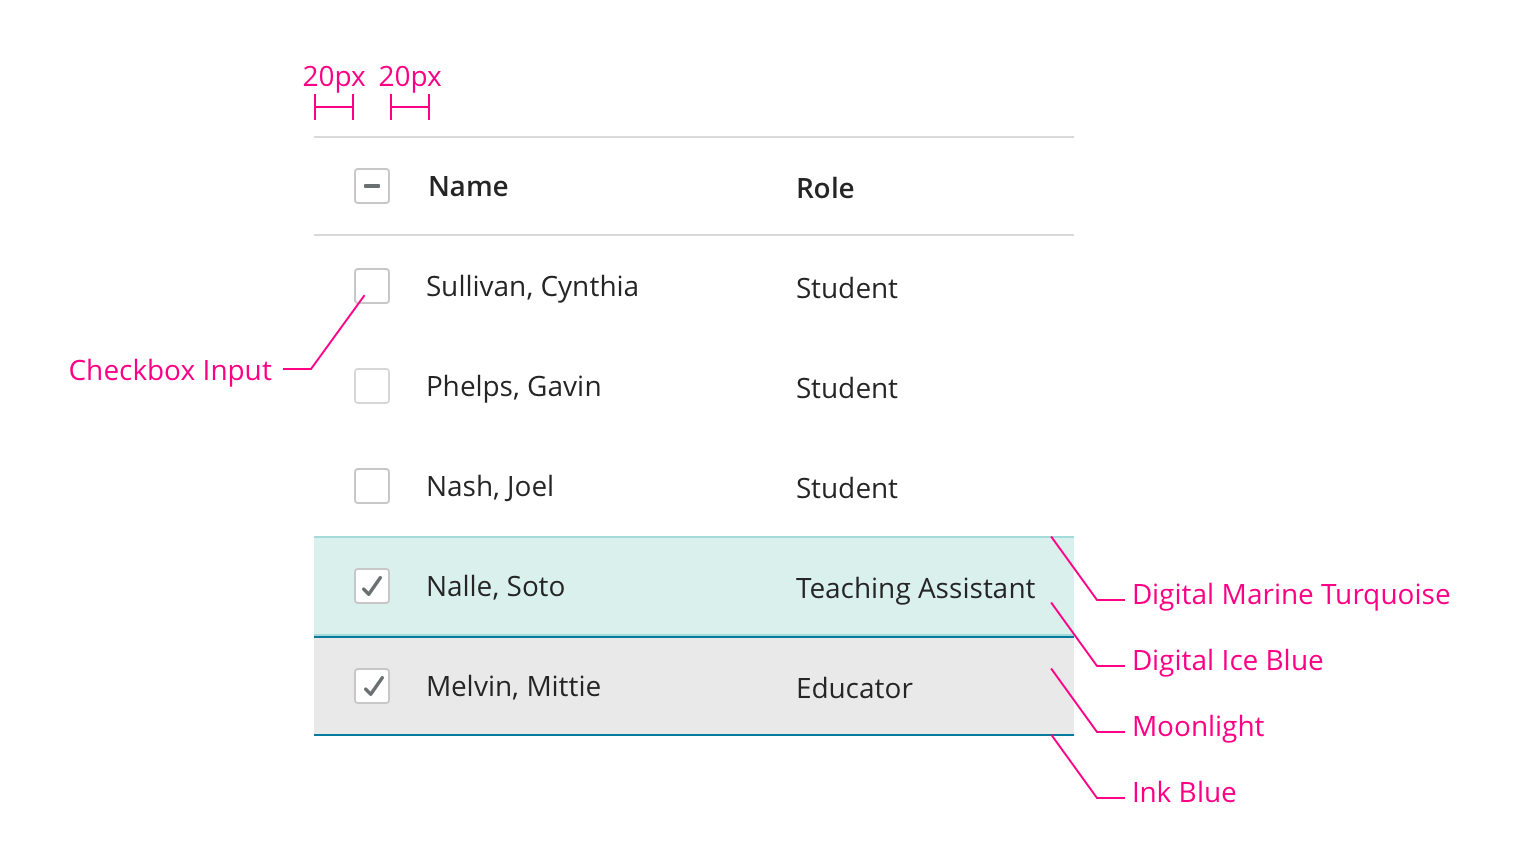 20px 20px
Name Role
Sullivan, Cynthia Student
Checkbox Input
Phelps, Gavin Student
Nash, Joel Student
Nalle, Soto Teaching Assistant
Digital Marine Turquoise
Digital Ice Blue
Melvin, Mittie Educator
Moonlight
Ink Blue